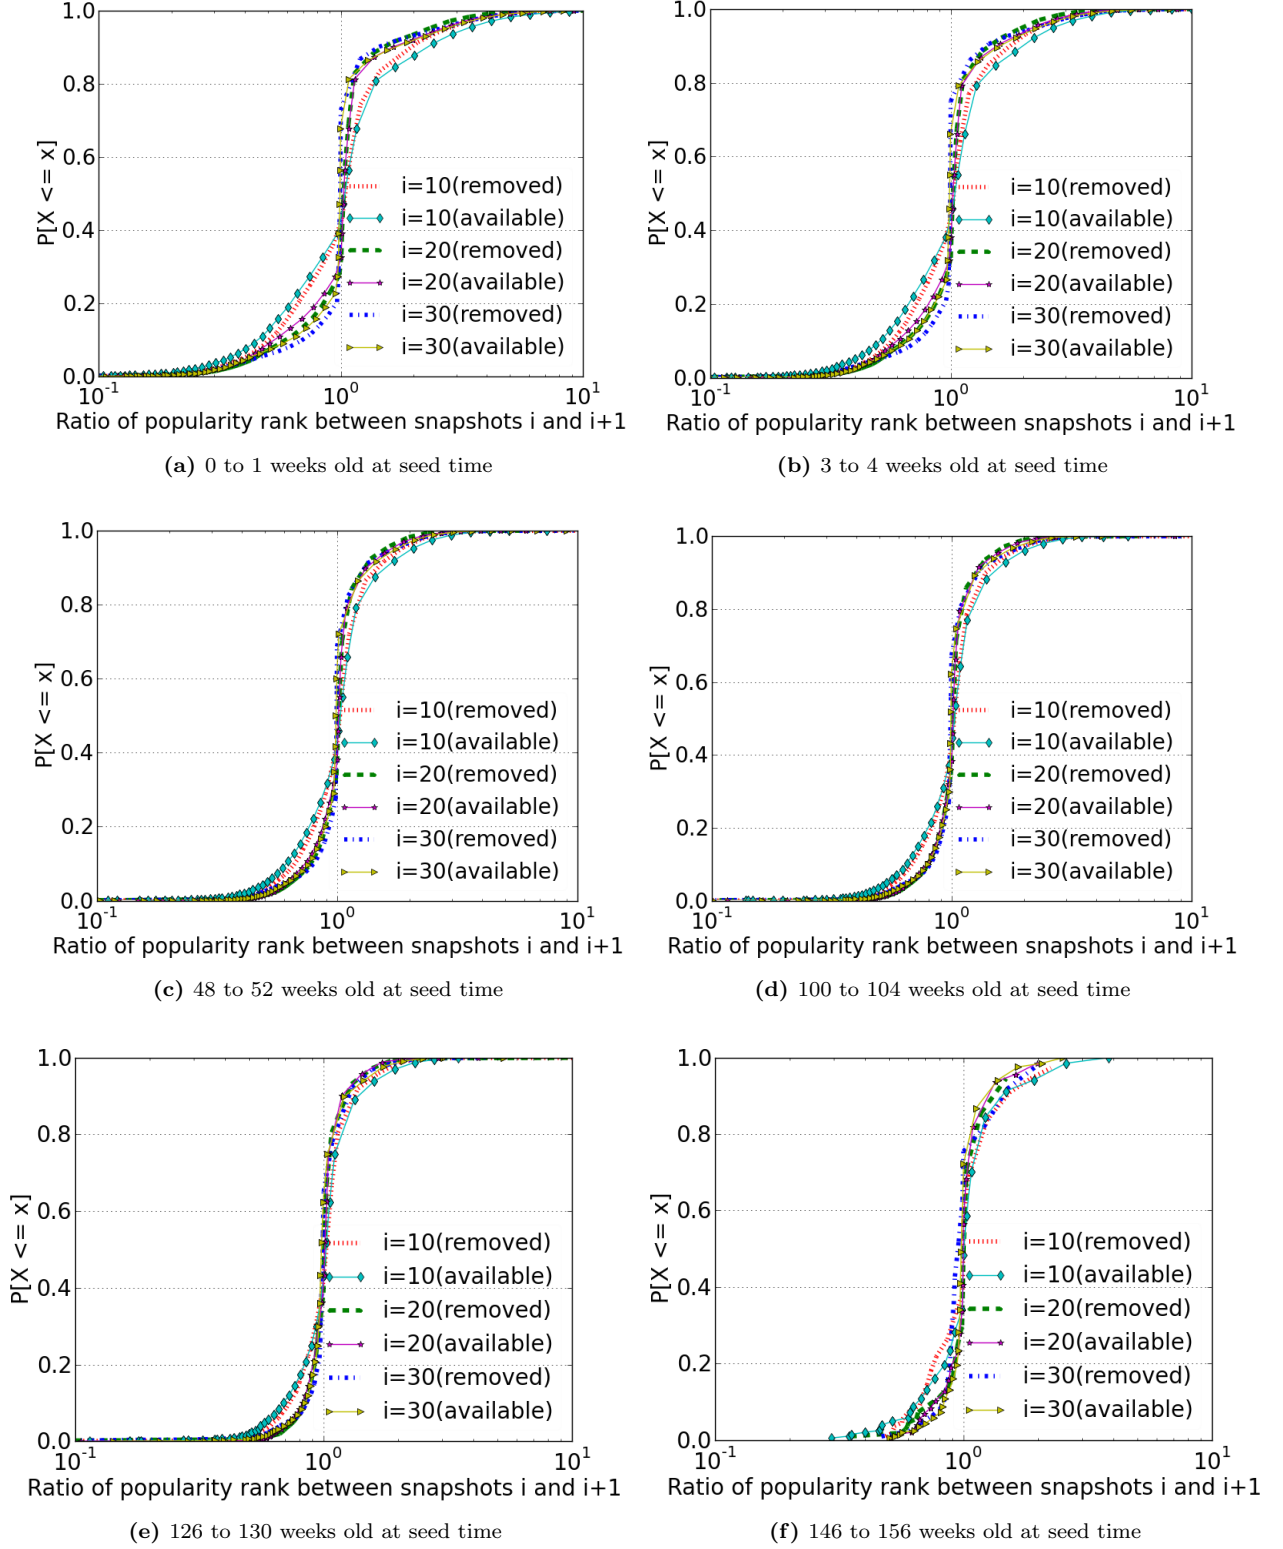 1.0
0.8
0.6
0.4
0.2
0.0
P[X <= x]
i=10(removed)
i=10(available)
i=20(removed)
i=20(available)
i=30(removed)
i=30(available)
10^-1 10^0 10^1
Ratio of popularity rank between snapshots i and i+1
(a) 0 to 1 weeks old at seed time
1.0
0.8
0.6
0.4
0.2
0.0
P[X <= x]
i=10(removed)
i=10(available)
i=20(removed)
i=20(available)
i=30(removed)
i=30(available)
10^-1 10^0 10^1
Ratio of popularity rank between snapshots i and i+1
(b) 3 to 4 weeks old at seed time
1.0
0.8
0.6
0.4
0.2
0.0
P[X <= x]
i=10(removed)
i=10(available)
i=20(removed)
i=20(available)
i=30(removed)
i=30(available)
10^-1 10^0 10^1
Ratio of popularity rank between snapshots i and i+1
(c) 48 to 52 weeks old at seed time
1.0
0.8
0.6
0.4
0.2
0.0
P[X <= x]
i=10(removed)
i=10(available)
i=20(removed)
i=20(available)
i=30(removed)
i=30(available)
10^-1 10^0 10^1
Ratio of popularity rank between snapshots i and i+1
(d) 100 to 104 weeks old at seed time
1.0
0.8
0.6
0.4
0.2
0.0
P[X <= x]
i=10(removed)
i=10(available)
i=20(removed)
i=20(available)
i=30(removed)
i=30(available)
10^-1 10^0 10^1
Ratio of popularity rank between snapshots i and i+1
(e) 126 to 130 weeks old at seed time
1.0
0.8
0.6
0.4
0.2
0.0
P[X <= x]
i=10(removed)
i=10(available)
i=20(removed)
i=20(available)
i=30(removed)
i=30(available)
10^-1 10^0 10^1
Ratio of popularity rank between snapshots i and i+1
(f) 146 to 156 weeks old at seed time